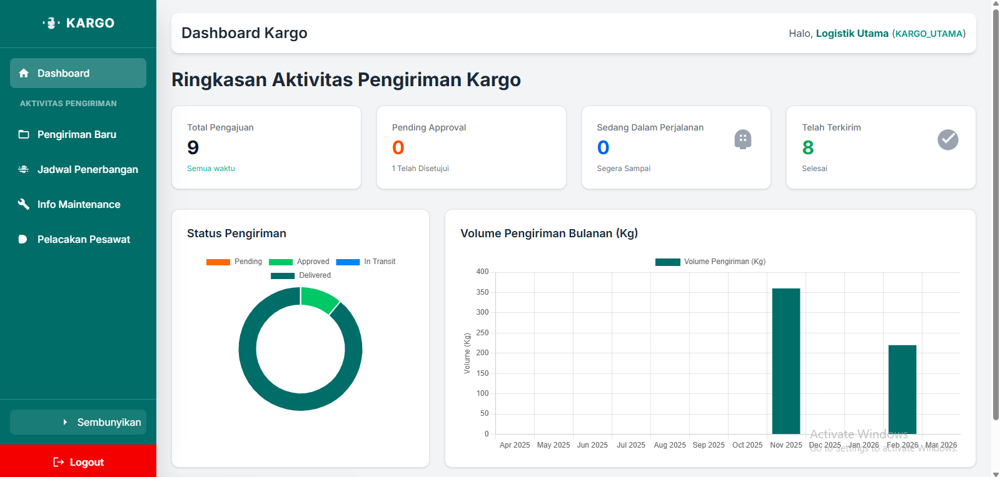 KARGO
Dashboard
AKTIVITAS PENGIRIMAN
Pengiriman Baru
Jadwal Penerbangan
Info Maintenance
Pelacakan Pesawat
Sembunyikan
Logout
Dashboard Kargo
Halo, Logistik Utama (KARGO_UTAMA)
Ringkasan Aktivitas Pengiriman Kargo
Total Pengajuan
9
Semua waktu
Pending Approval
0
1 Telah Disetujui
Sedang Dalam Perjalanan
0
Segera Sampai
Telah Terkirim
8
Selesai
Status Pengiriman
Pending Approved In Transit
Delivered
Volume Pengiriman Bulanan (Kg)
Volume Pengiriman (Kg)
Volume (Kg)
400
350
300
250
200
150
100
50
0
Apr 2025 May 2025 Jun 2025 Jul 2025 Aug 2025 Sep 2025 Oct 2025 Nov 2025 Dec 2025 Jan 2026 Feb 2026 Mar 2026
Activate Windows
Go to Settings to activate Windows.